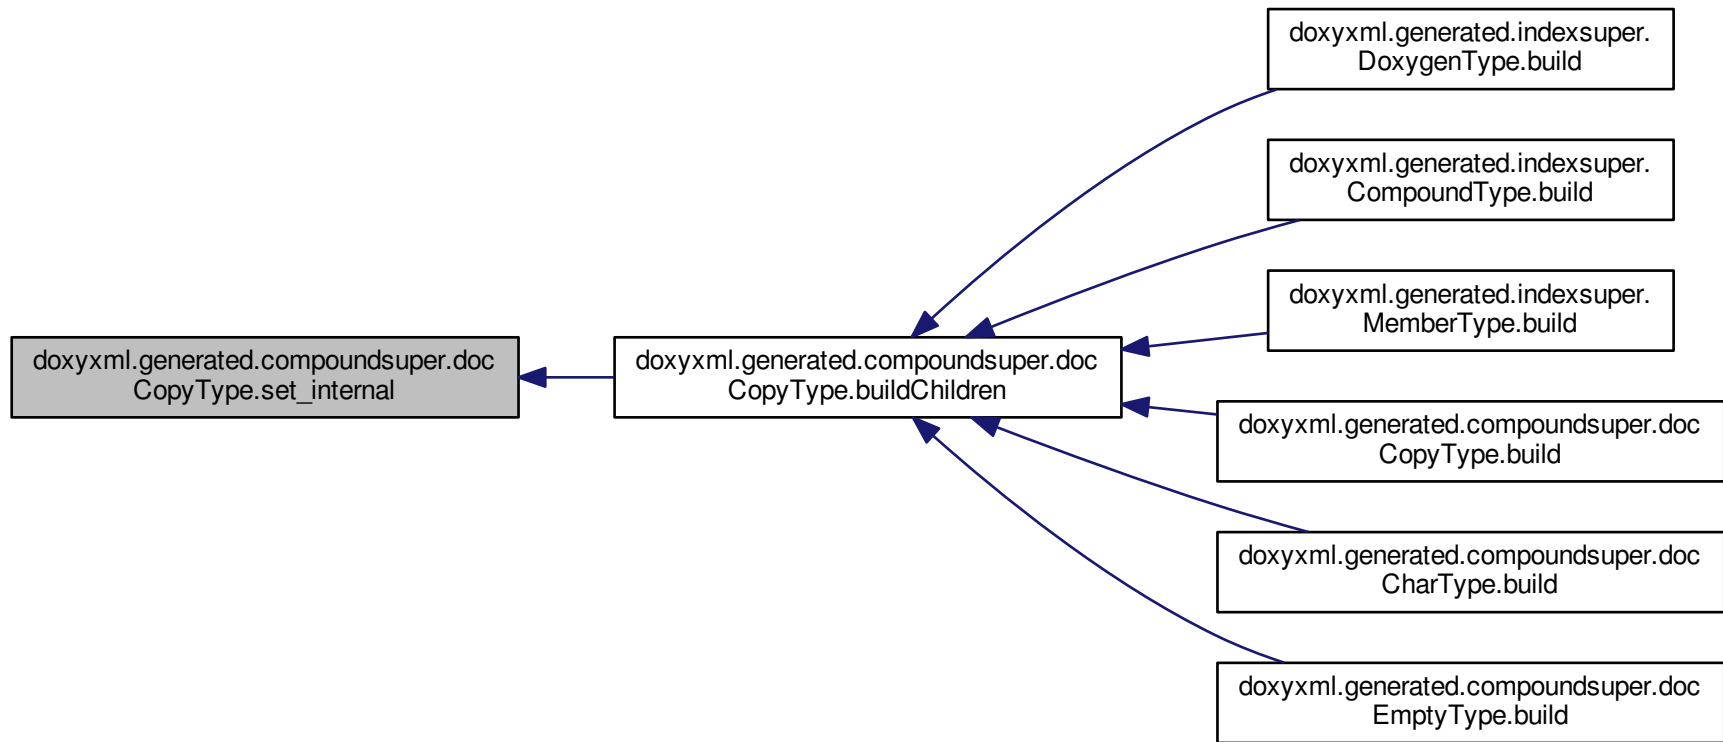 doxyxml.generated.indexsuper.
DoxygenType.build
doxyxml.generated.indexsuper.
CompoundType.build
doxyxml.generated.indexsuper.
MemberType.build
doxyxml.generated.compoundsuper.doc
CopyType.set_internal
doxyxml.generated.compoundsuper.doc
CopyType.buildChildren
doxyxml.generated.compoundsuper.doc
CopyType.build
doxyxml.generated.compoundsuper.doc
CharType.build
doxyxml.generated.compoundsuper.doc
EmptyType.build